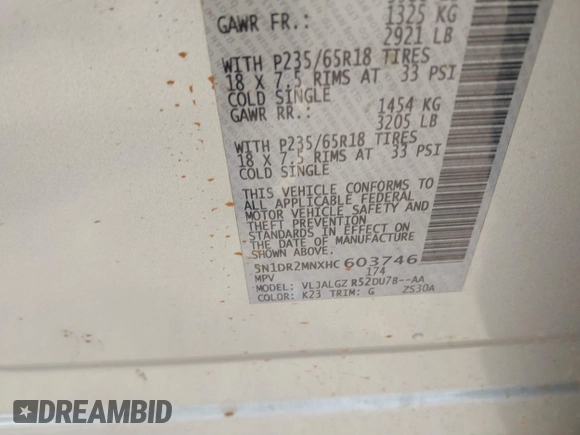 GAWR FR.: 1325 KG
2921 LB
WITH P235/65R18 TIRES
18 X 7.5 RIMS AT 33 PSI
COLD SINGLE
GAWR RR.: 1454 KG
3205 LB
WITH P235/65R18 TIRES
18 X 7.5 RIMS AT 33 PSI
COLD SINGLE
THIS VEHICLE CONFORMS TO
ALL APPLICABLE FEDERAL
MOTOR VEHICLE SAFETY AND
THEFT PREVENTION
STANDARDS IN EFFECT ON
THE DATE OF MANUFACTURE
SHOWN ABOVE.
5N1DR2MNXHC603746
MPV 174
MODEL: VLJALGZ R52DU7B--AA
COLOR: K23 TRIM: G ZS30A
DREAMBID